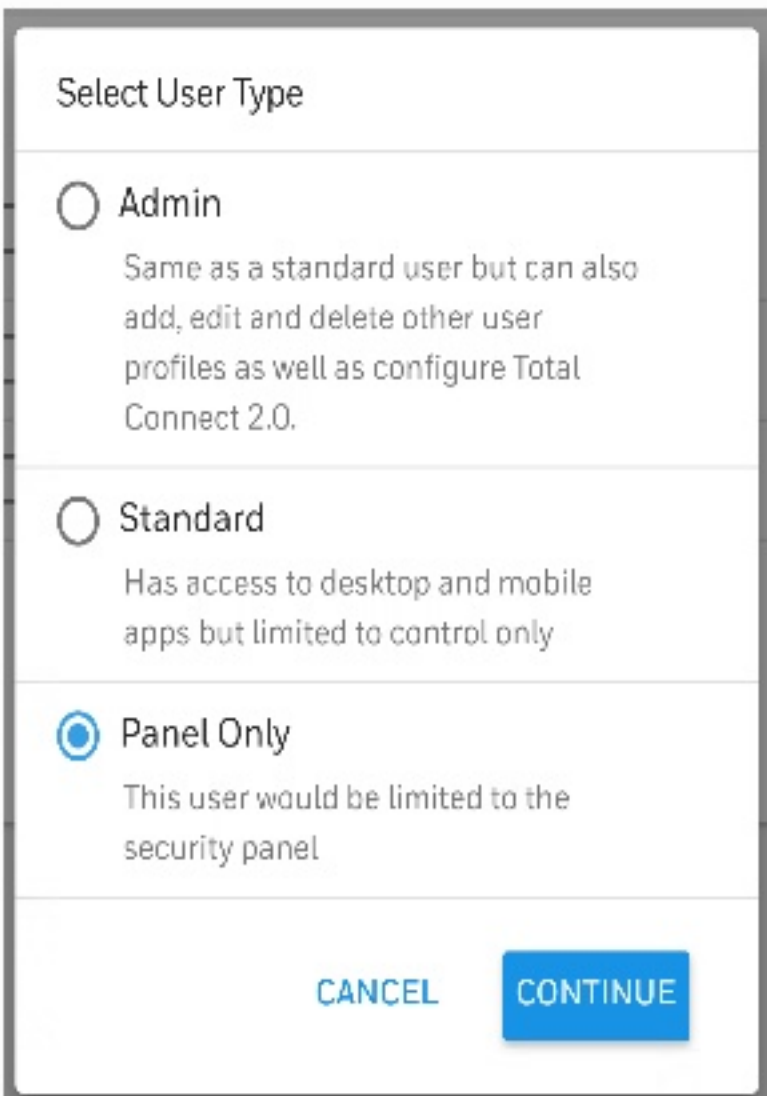 Select User Type
Admin
Same as a standard user but can also
add, edit and delete other user
profiles as well as configure Total
Connect 2.0.
Standard
Has access to desktop and mobile
apps but limited to control only
Panel Only
This user would be limited to the
security panel
CANCEL CONTINUE